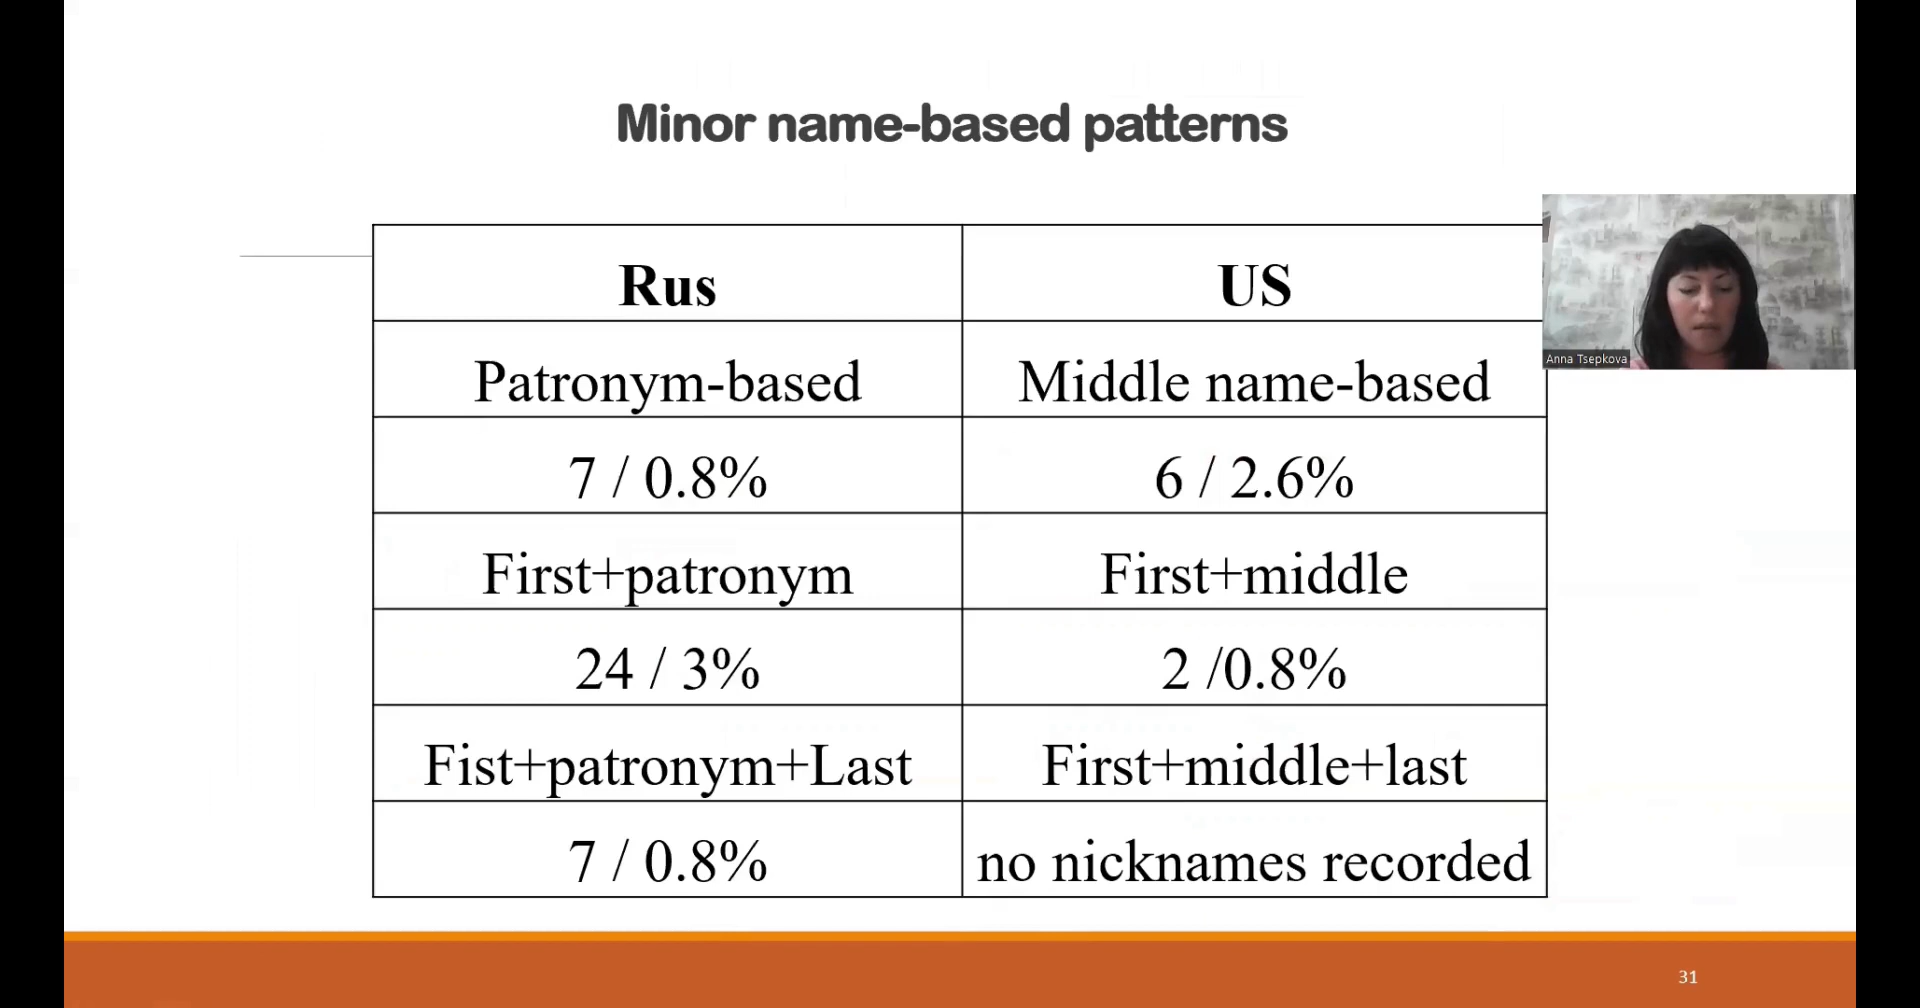 Minor name-based patterns
Rus US
Patronym-based Middle name-based
7 / 0.8% 6 / 2.6%
First+patronym First+middle
24 / 3% 2 /0.8%
Fist+patronym+Last First+middle+last
7 / 0.8% no nicknames recorded
Anna Tsepkova
31